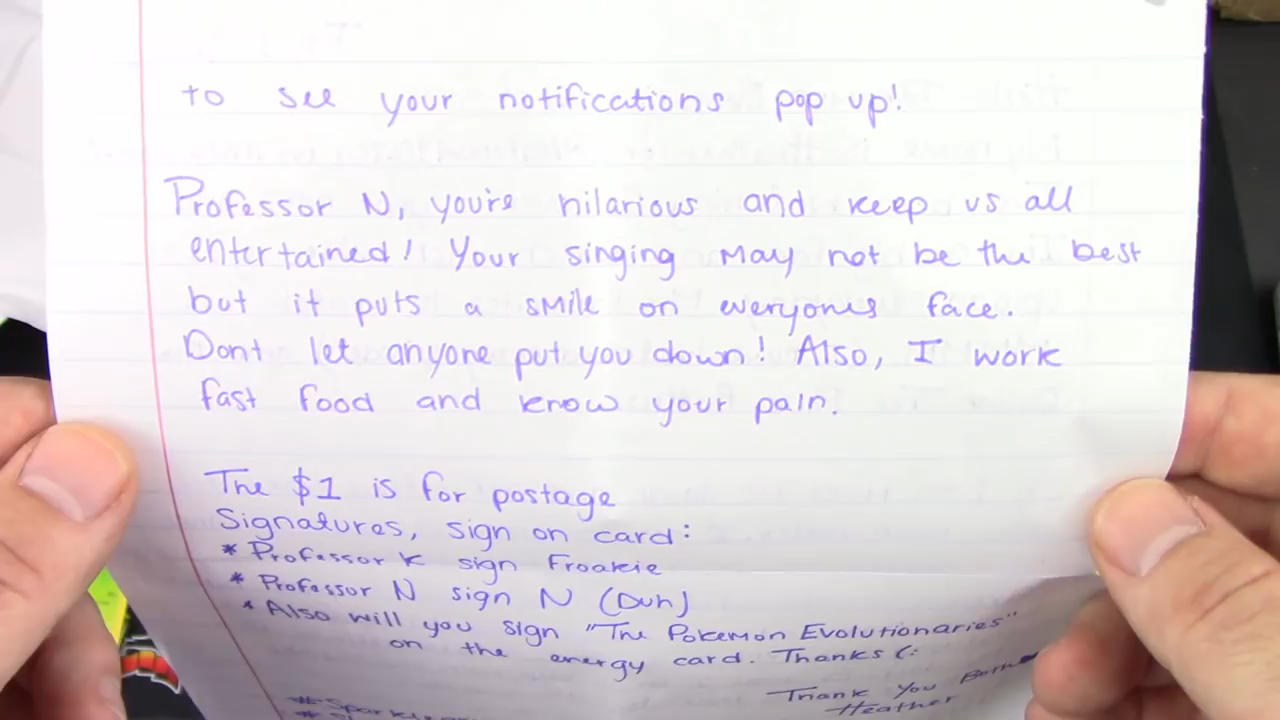 to see your notifications pop up!
Professor N, you're hilarious and keep us all
entertained! Your singing may not be the best
but it puts a smile on everyones face.
Dont let anyone put you down! Also, I work
fast food and know your pain.
The $1 is for postage
Signatures, sign on card:
* Professor K sign Froakie
* Professor N sign N (Duh)
* Also will you sign "The Pokemon Evolutionaries"
on the energy card. Thanks (:
Thank You Both
Heather